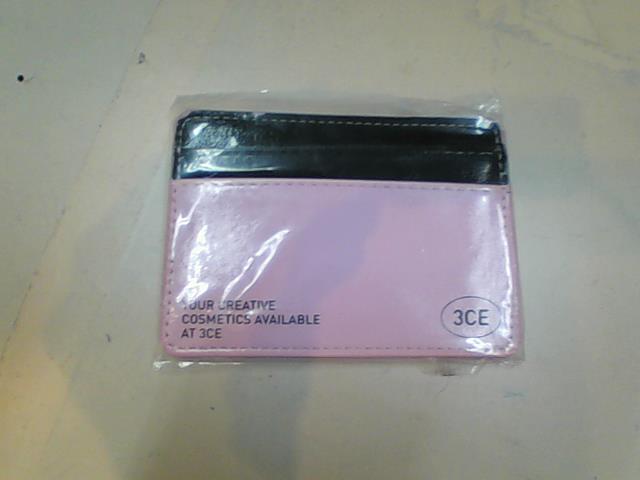 YOUR CREATIVE
COSMETICS AVAILABLE
AT 3CE
3CE